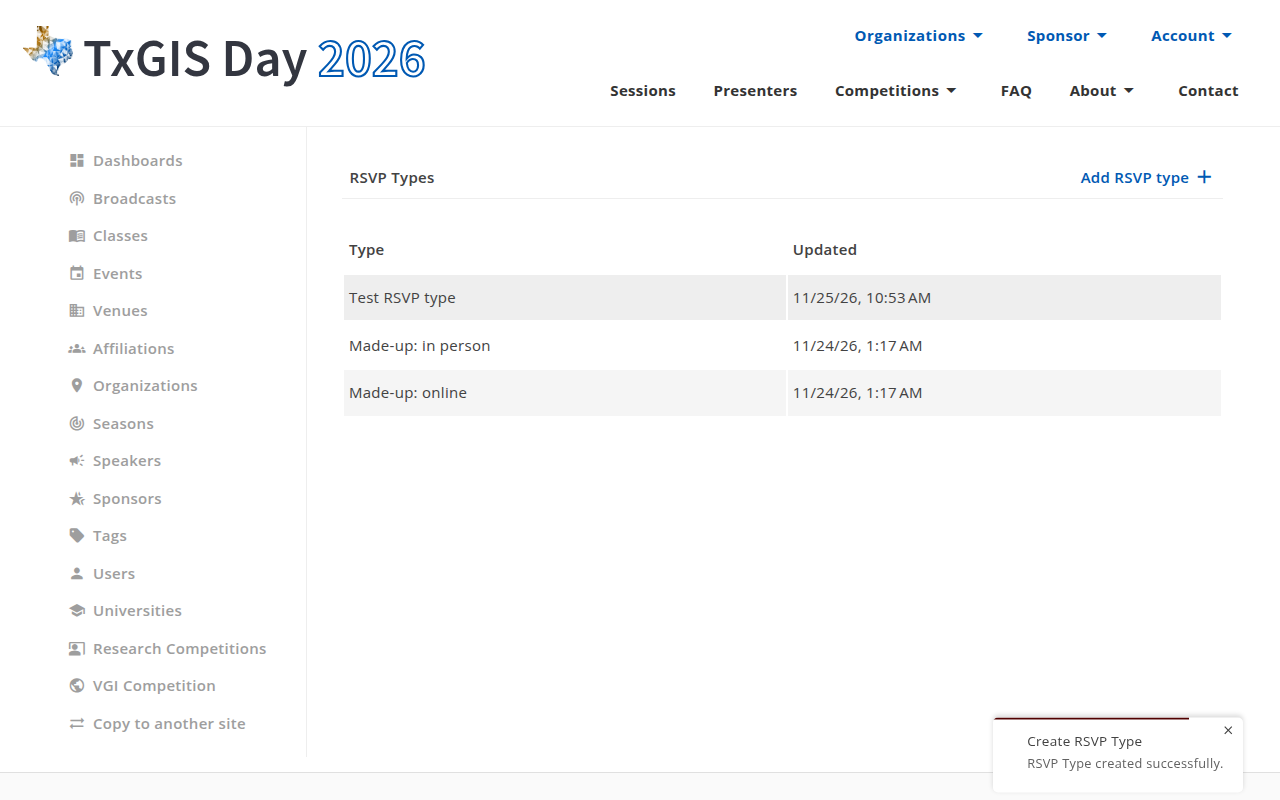 TxGIS Day 2026
Organizations
Sponsor
Account
Sessions
Presenters
Competitions
FAQ
About
Contact
Dashboards
Broadcasts
Classes
Events
Venues
Affiliations
Organizations
Seasons
Speakers
Sponsors
Tags
Users
Universities
Research Competitions
VGI Competition
Copy to another site
RSVP Types
Add RSVP type
Type Updated
Test RSVP type 11/25/26, 10:53 AM
Made-up: in person 11/24/26, 1:17 AM
Made-up: online 11/24/26, 1:17 AM
Create RSVP Type
RSVP Type created successfully.